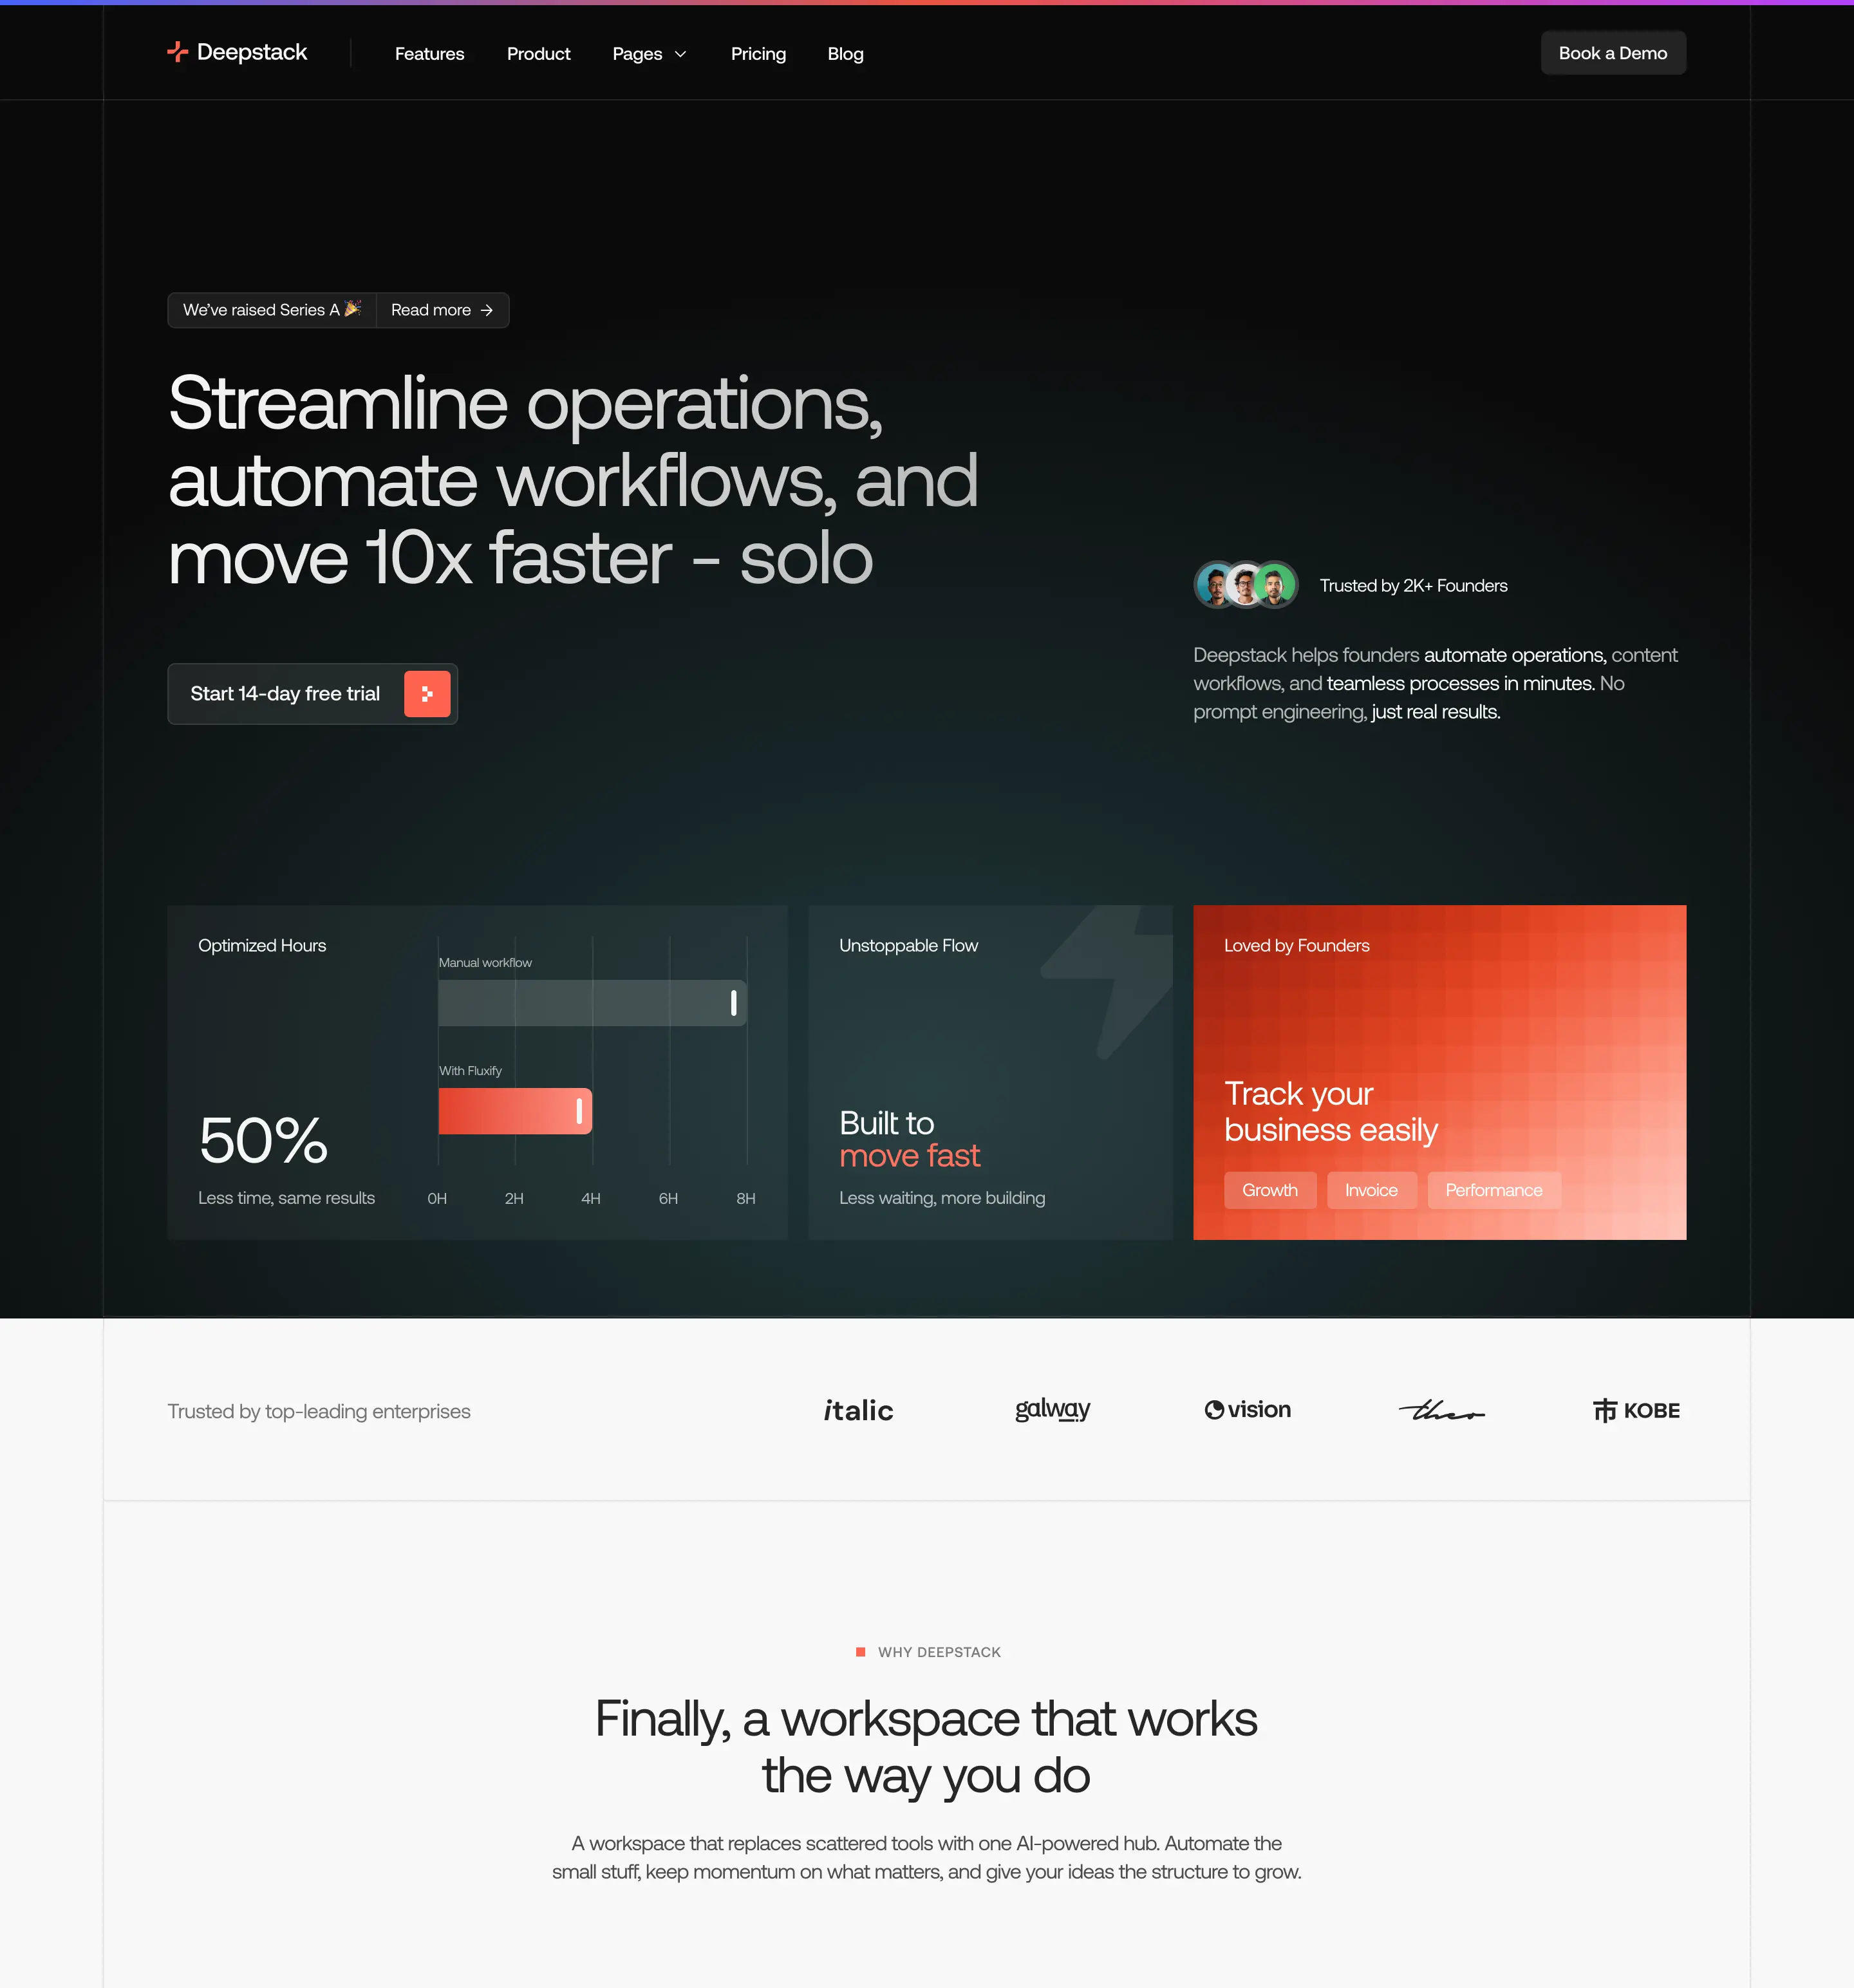 Deepstack
Features
Product
Pages
Pricing
Blog
Book a Demo
We've raised Series A 🎉
Read more →
Streamline operations,
automate workflows, and
move 10x faster - solo
Start 14-day free trial
Trusted by 2K+ Founders
Deepstack helps founders automate operations, content
workflows, and teamless processes in minutes. No
prompt engineering, just real results.
Optimized Hours
50%
Less time, same results
Manual workflow
With Fluxify
0H
2H
4H
6H
8H
Unstoppable Flow
Built to
move fast
Less waiting, more building
Loved by Founders
Track your
business easily
Growth
Invoice
Performance
Trusted by top-leading enterprises
italic
galway
vision
theo
市 KOBE
WHY DEEPSTACK
Finally, a workspace that works
the way you do
A workspace that replaces scattered tools with one AI-powered hub. Automate the
small stuff, keep momentum on what matters, and give your ideas the structure to grow.